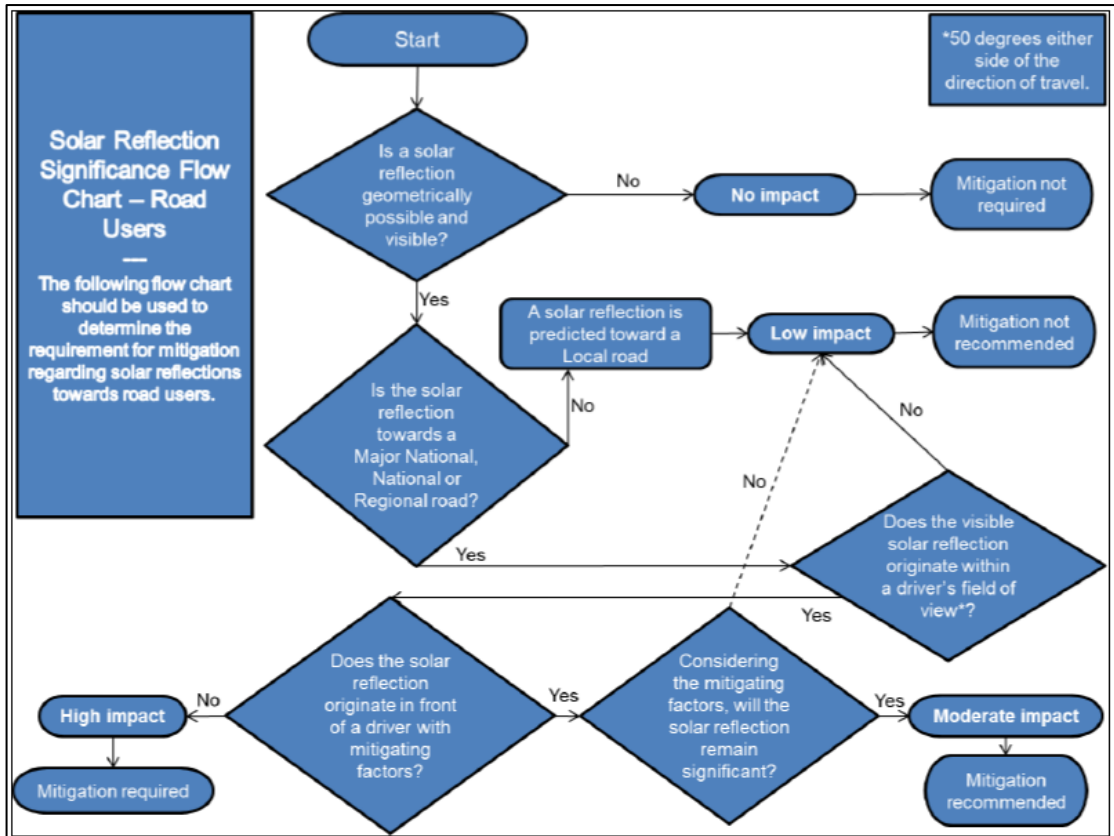 Solar Reflection
Significance Flow
Chart – Road
Users
—
The following flow chart
should be used to
determine the
requirement for mitigation
regarding solar reflections
towards road users.
Start
*50 degrees either
side of the
direction of travel.
Is a solar
reflection
geometrically
possible and
visible?
No
No impact
Mitigation not
required
Yes
Is the solar
reflection
towards a
Major National,
National or
Regional road?
No
A solar reflection is
predicted toward a
Local road
Low impact
Mitigation not
recommended
Yes
Does the visible
solar reflection
originate within
a driver's field of
view*?
No
Yes
Does the solar
reflection
originate in front
of a driver with
mitigating
factors?
No
High impact
Mitigation required
Yes
Considering
the mitigating
factors, will the
solar reflection
remain
significant?
No
Yes
Moderate impact
Mitigation
recommended